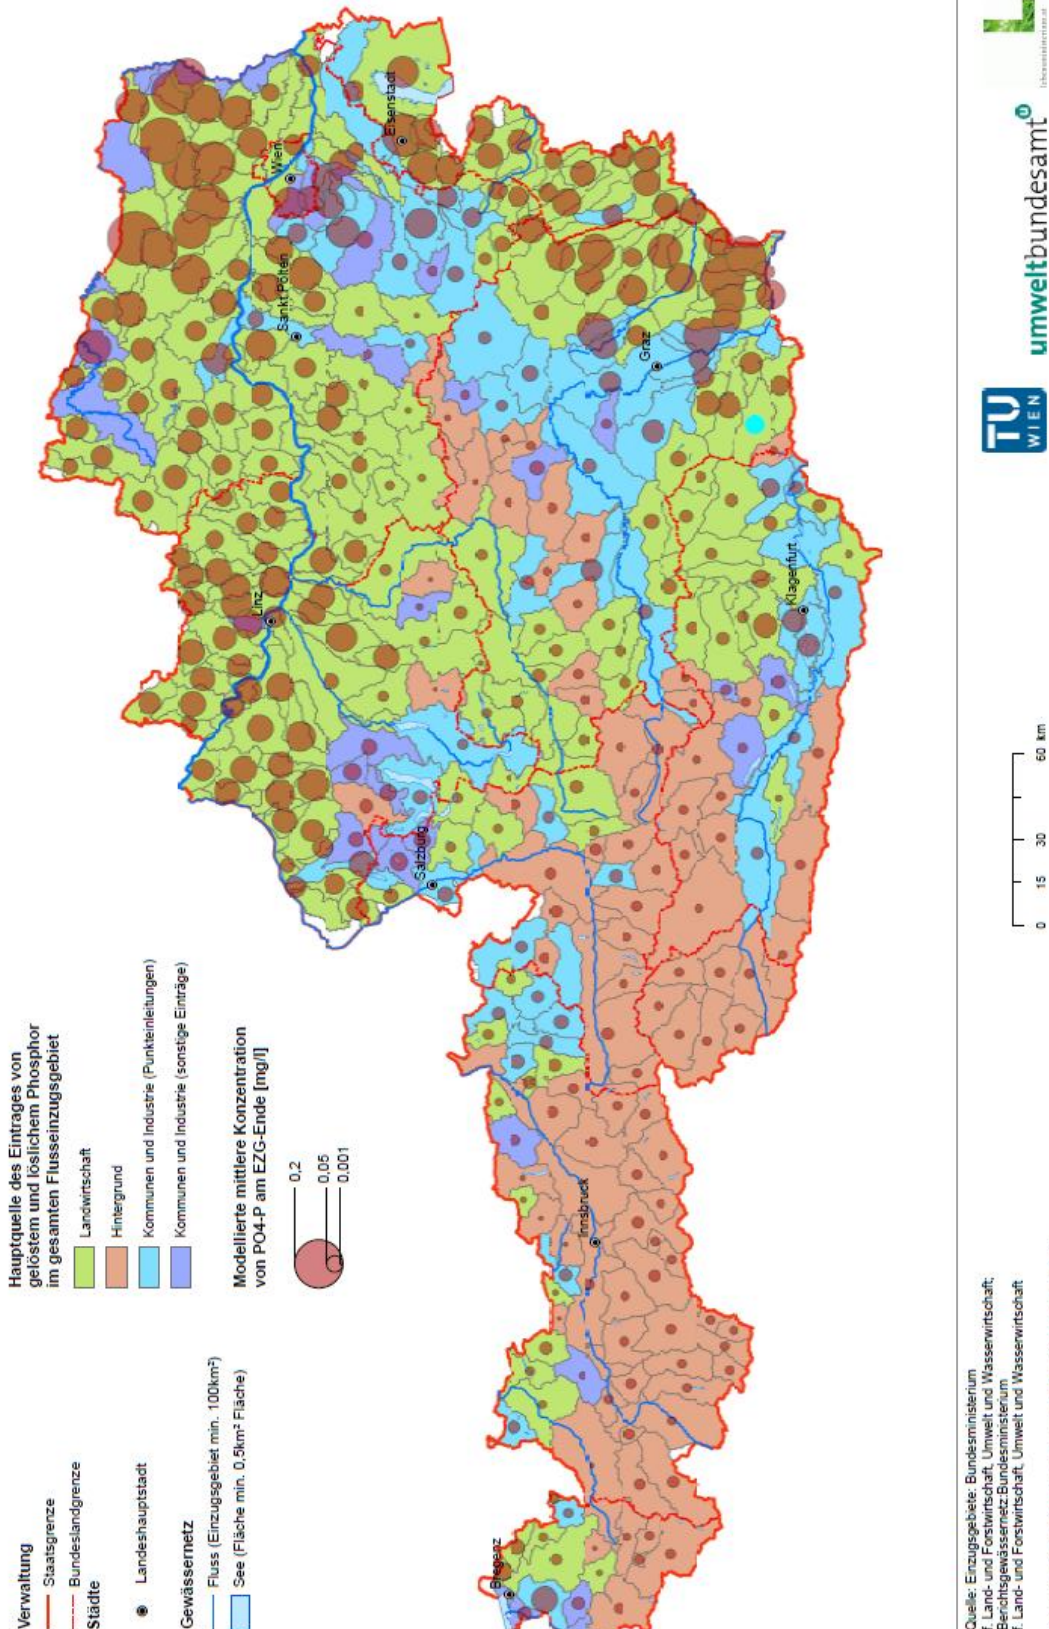 Verwaltung
Staatsgrenze
Bundeslandgrenze
Städte
Landeshauptstadt
Gewässernetz
Fluss (Einzugsgebiet min. 100km²)
See (Fläche min. 0,5km² Fläche)
Hauptquelle des Eintrages von
gelöstem und löslichem Phosphor
im gesamten Flusseinzugsgebiet
Landwirtschaft
Hintergrund
Kommunen und Industrie (Punkteinleitungen)
Kommunen und Industrie (sonstige Einträge)
Modellierte mittlere Konzentration
von PO4-P am EZG-Ende [mg/l]
0,2
0,05
0,001
Bregenz
Innsbruck
Salzburg
Linz
Sankt Pölten
Wien
Eisenstadt
Graz
Klagenfurt
0 15 30 60 km
Quelle: Einzugsgebiete: Bundesministerium
f. Land- und Forstwirtschaft, Umwelt und Wasserwirtschaft;
Berichtsgewässernetz:Bundesministerium
f. Land- und Forstwirtschaft, Umwelt und Wasserwirtschaft
TU
WIEN
umweltbundesamt